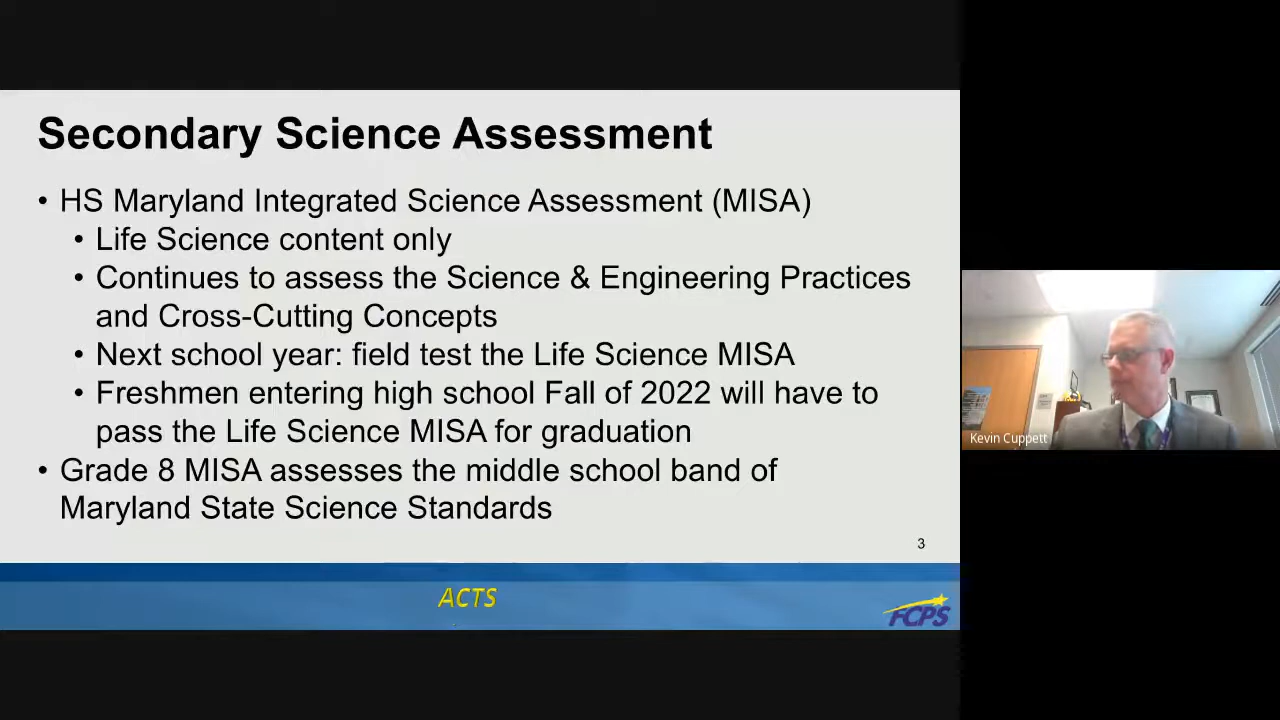 Secondary Science Assessment
• HS Maryland Integrated Science Assessment (MISA)
• Life Science content only
• Continues to assess the Science & Engineering Practices
and Cross-Cutting Concepts
• Next school year: field test the Life Science MISA
• Freshmen entering high school Fall of 2022 will have to
pass the Life Science MISA for graduation
• Grade 8 MISA assesses the middle school band of
Maryland State Science Standards
3
ACTS
FCPS
Kevin Cuppett